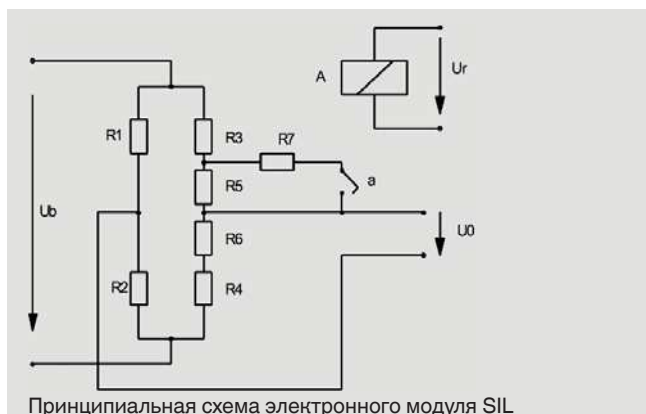 A
Ur
R1
R3
R7
R5
a
Ub
U0
R6
R2
R4
Принципиальная схема электронного модуля SIL